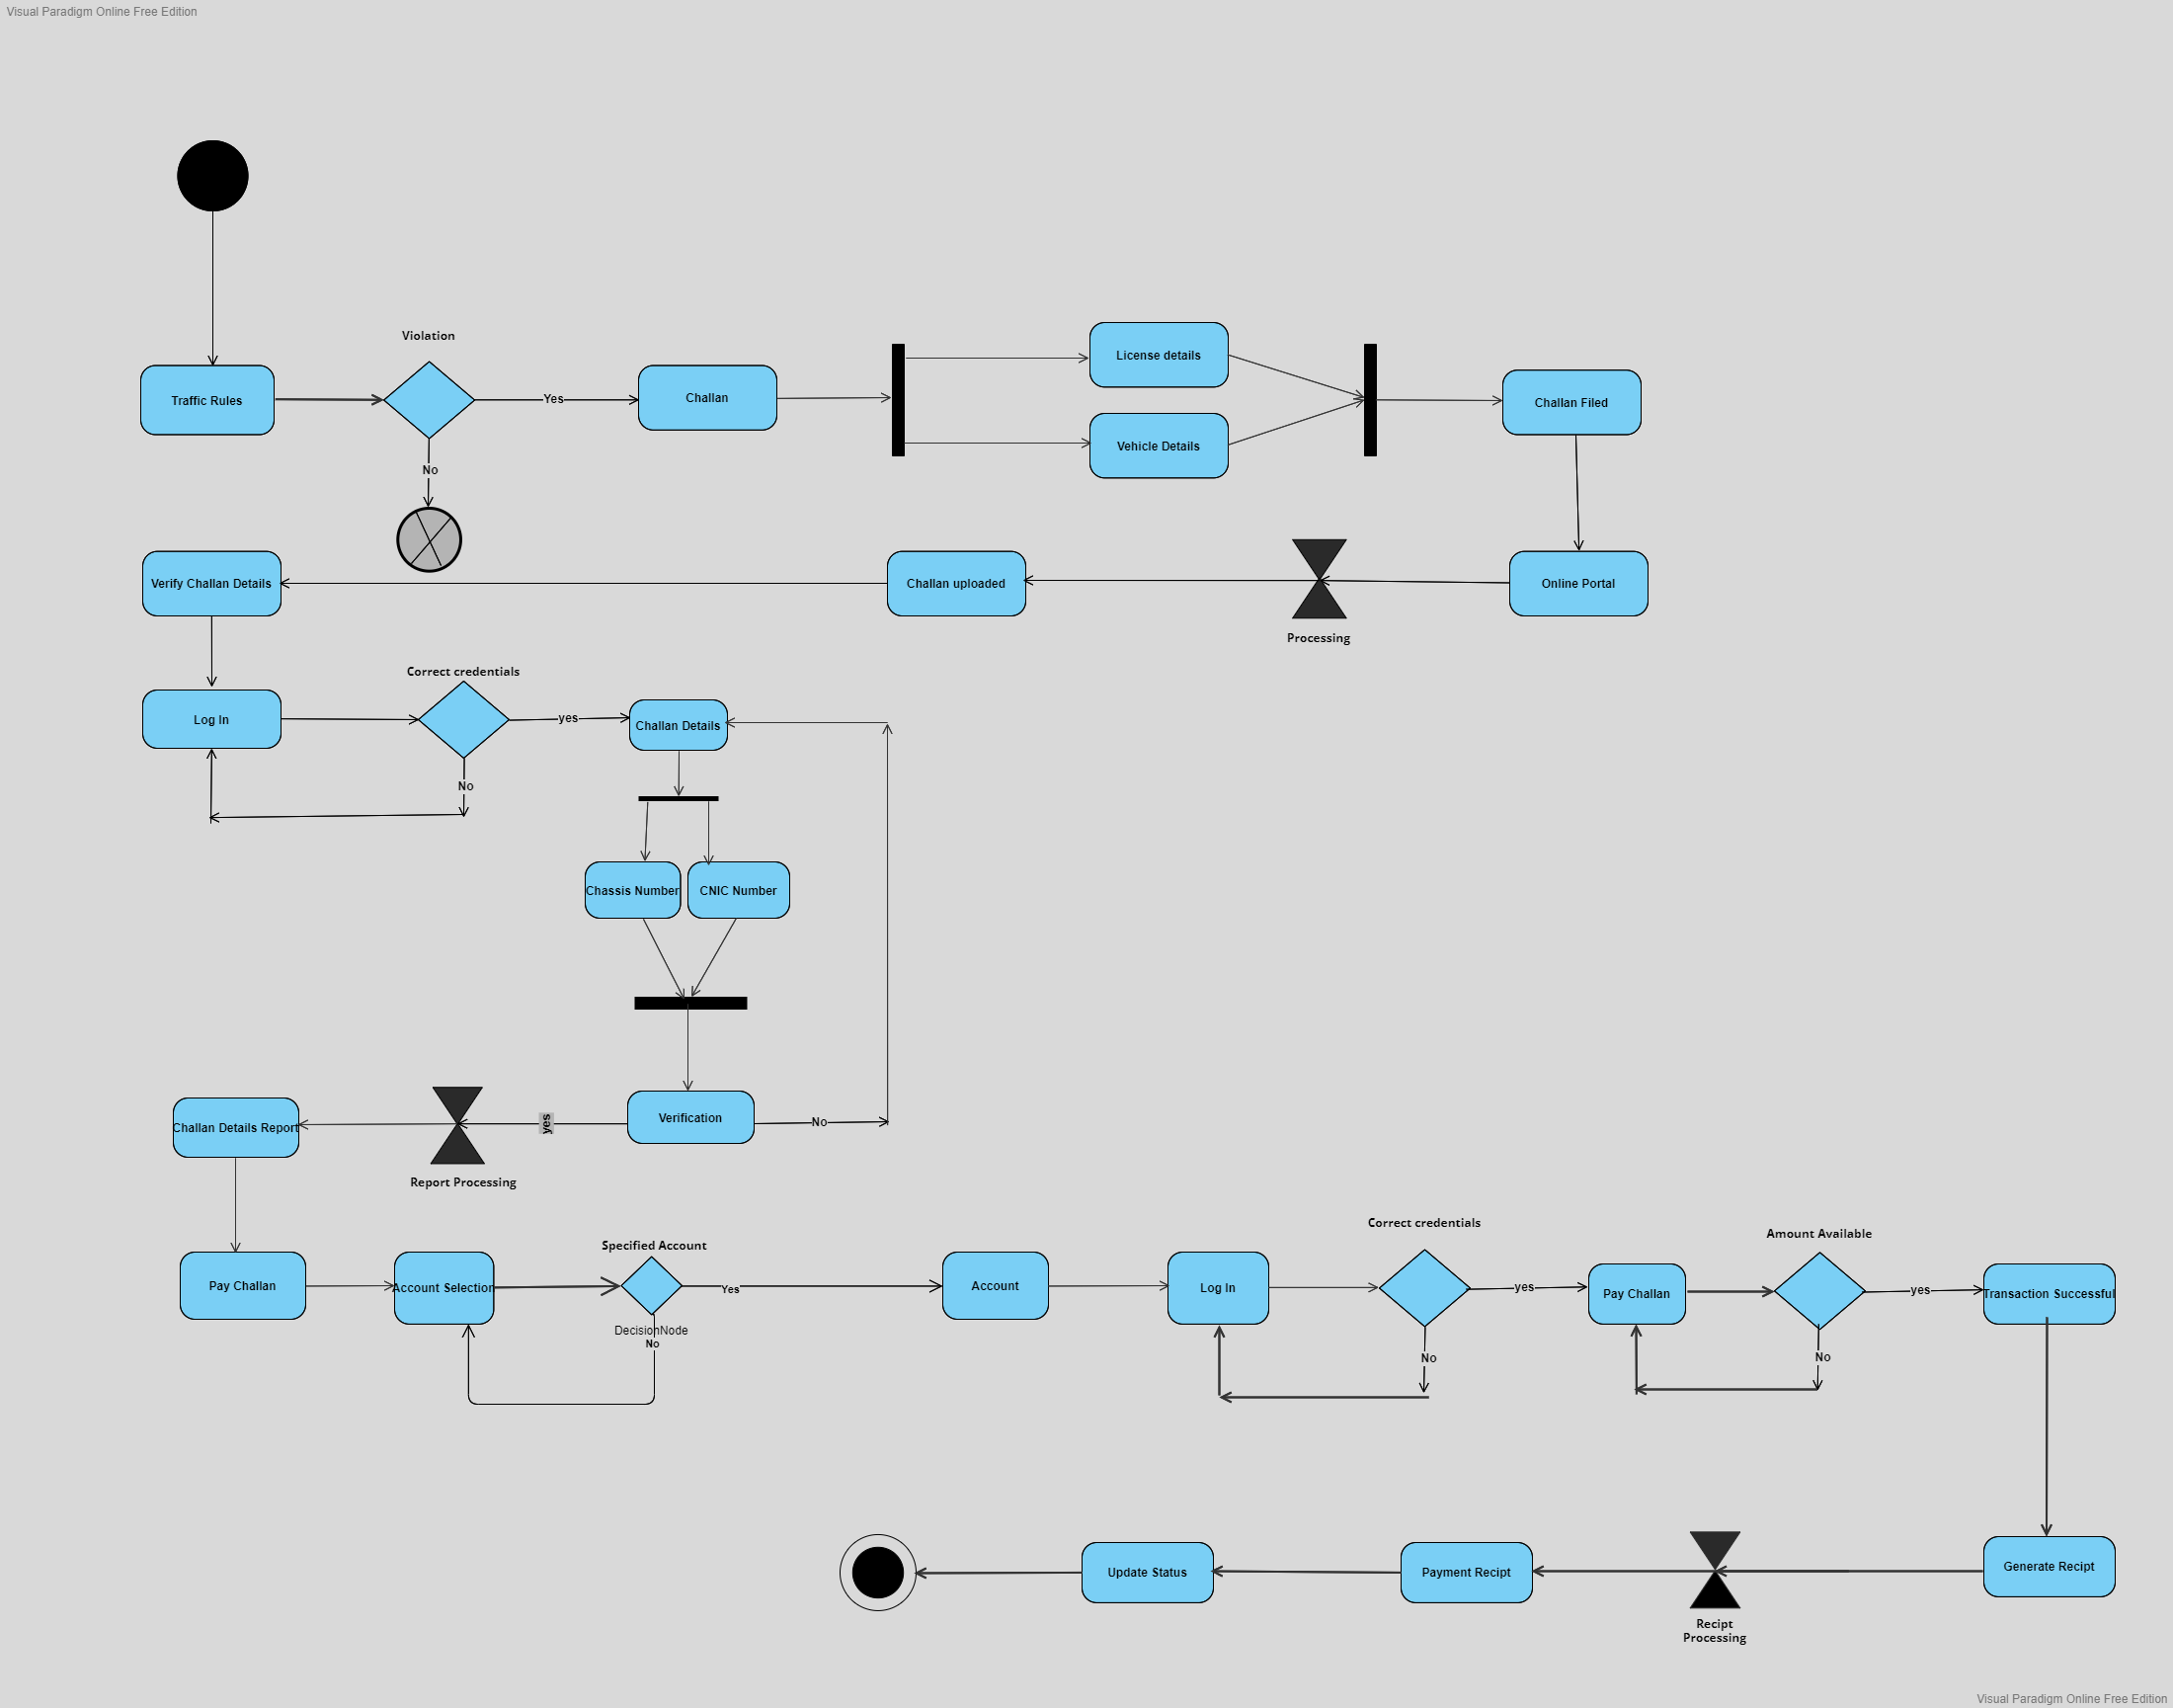 Visual Paradigm Online Free Edition
Violation
Traffic Rules
Yes
Challan
License details
Vehicle Details
Challan Filed
No
Verify Challan Details
Challan uploaded
Processing
Online Portal
Correct credentials
Log In
yes
Challan Details
No
Chassis Number
CNIC Number
Verification
No
yes
Challan Details Report
Report Processing
Pay Challan
Account Selection
Specified Account
DecisionNode
No
Yes
Account
Log In
Correct credentials
yes
No
Pay Challan
Amount Available
yes
No
Transaction Successful
Generate Recipt
Recipt
Processing
Payment Recipt
Update Status
Visual Paradigm Online Free Edition